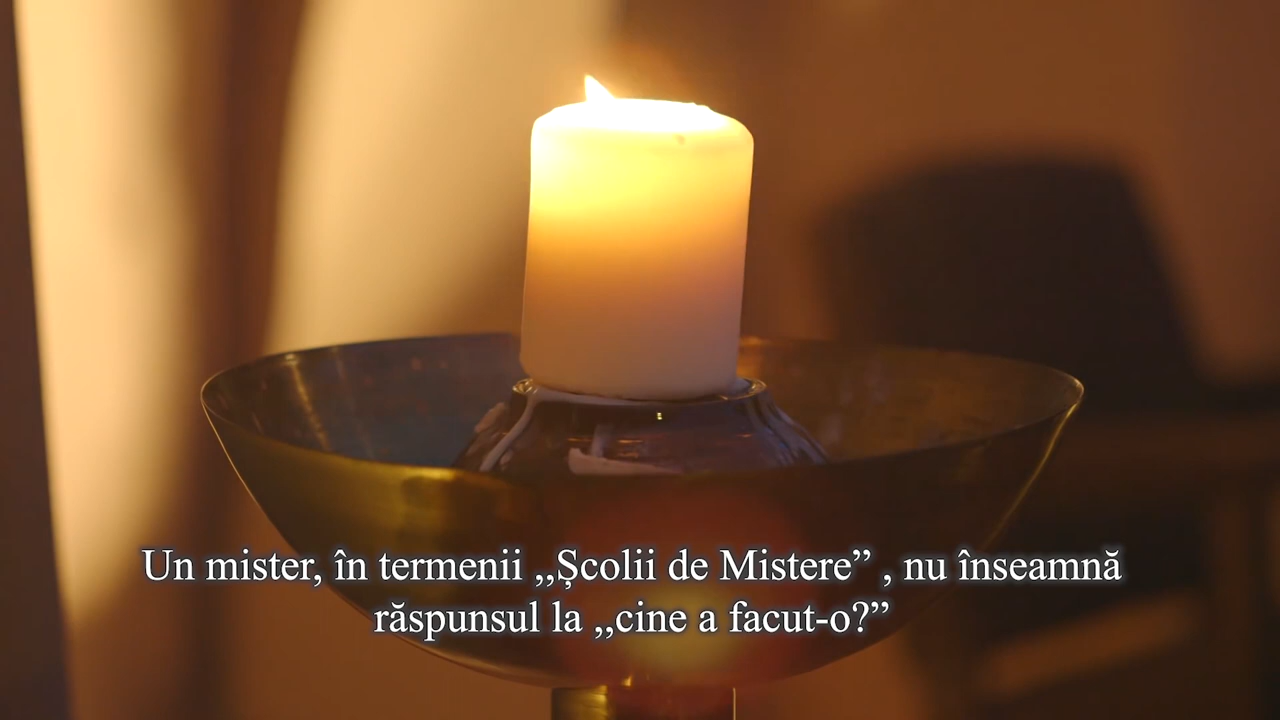 Un mister, în termenii ,,Școlii de Mistere” , nu înseamnă
răspunsul la ,,cine a facut-o?”